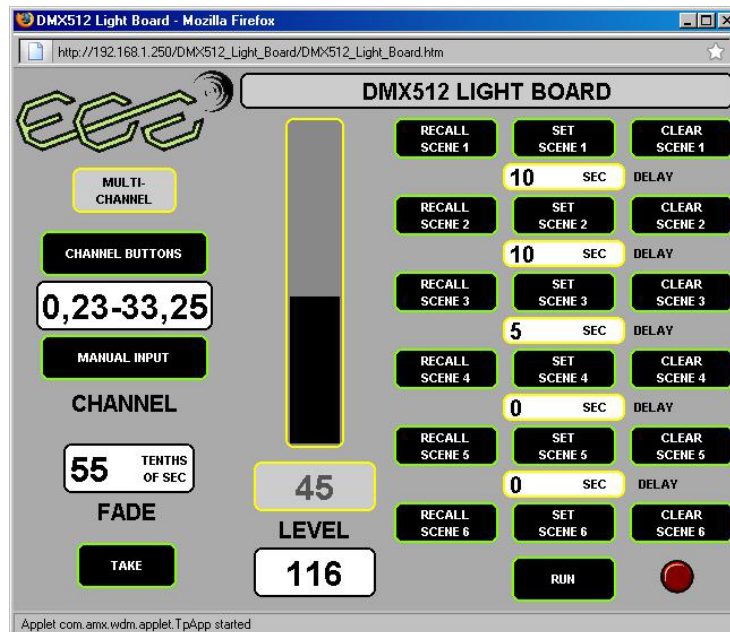 DMX512 Light Board - Mozilla Firefox
http://192.168.1.250/DMX512_Light_Board/DMX512_Light_Board.htm
DMX512 LIGHT BOARD
MULTI-
CHANNEL
CHANNEL BUTTONS
0,23-33,25
MANUAL INPUT
CHANNEL
55 TENTHS
OF SEC
FADE
TAKE
45
LEVEL
116
RECALL
SCENE 1
SET
SCENE 1
CLEAR
SCENE 1
10 SEC DELAY
RECALL
SCENE 2
SET
SCENE 2
CLEAR
SCENE 2
10 SEC DELAY
RECALL
SCENE 3
SET
SCENE 3
CLEAR
SCENE 3
5 SEC DELAY
RECALL
SCENE 4
SET
SCENE 4
CLEAR
SCENE 4
0 SEC DELAY
RECALL
SCENE 5
SET
SCENE 5
CLEAR
SCENE 5
0 SEC DELAY
RECALL
SCENE 6
SET
SCENE 6
CLEAR
SCENE 6
RUN
Applet com.amx.wdm.applet.TpApp started